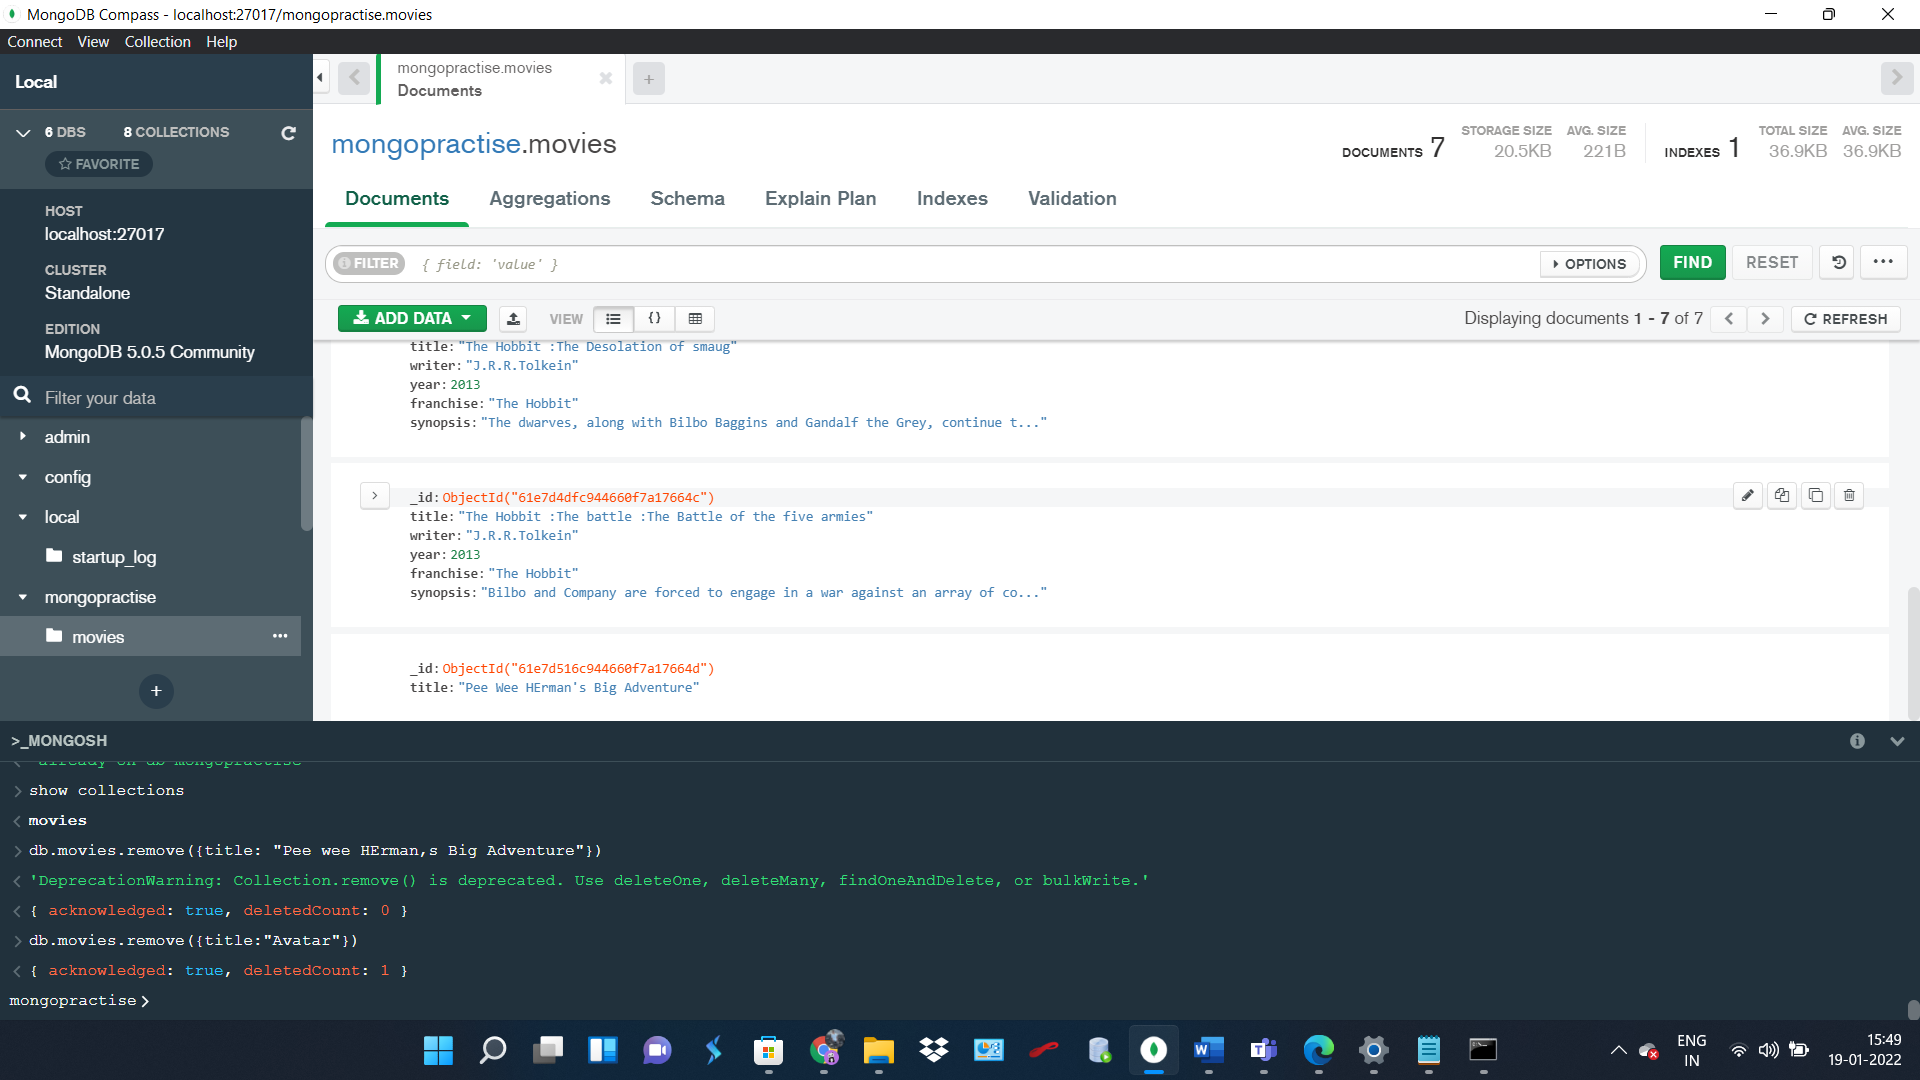 MongoDB Compass - localhost:27017/mongopractise.movies
Connect View Collection Help
Local
6 DBS 8 COLLECTIONS
FAVORITE
HOST
localhost:27017
CLUSTER
Standalone
EDITION
MongoDB 5.0.5 Community
Filter your data
admin
config
local
startup_log
mongopractise
movies
mongopractise.movies
Documents
mongopractise.movies
DOCUMENTS 7
STORAGE SIZE
20.5KB
AVG. SIZE
221B
INDEXES 1
TOTAL SIZE
36.9KB
AVG. SIZE
36.9KB
Documents Aggregations Schema Explain Plan Indexes Validation
FILTER { field: 'value' }
OPTIONS FIND RESET
ADD DATA VIEW {} Displaying documents 1 - 7 of 7 REFRESH
title: "The Hobbit :The Desolation of smaug"
writer: "J.R.R.Tolkein"
year: 2013
franchise: "The Hobbit"
synopsis: "The dwarves, along with Bilbo Baggins and Gandalf the Grey, continue t..."
_id: ObjectId("61e7d4dfc944660f7a17664c")
title: "The Hobbit :The battle :The Battle of the five armies"
writer: "J.R.R.Tolkein"
year: 2013
franchise: "The Hobbit"
synopsis: "Bilbo and Company are forced to engage in a war against an array of co..."
_id: ObjectId("61e7d516c944660f7a17664d")
title: "Pee Wee HErman's Big Adventure"
>_MONGOSH
'already on db mongopractise'
> show collections
< movies
> db.movies.remove({title: "Pee wee HErman,s Big Adventure"})
< 'DeprecationWarning: Collection.remove() is deprecated. Use deleteOne, deleteMany, findOneAndDelete, or bulkWrite.'
< { acknowledged: true, deletedCount: 0 }
> db.movies.remove({title:"Avatar"})
< { acknowledged: true, deletedCount: 1 }
mongopractise >
ENG
IN
15:49
19-01-2022